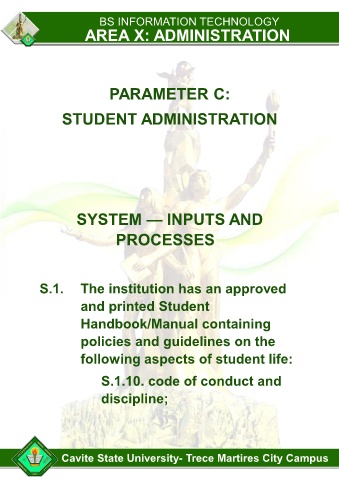 BS INFORMATION TECHNOLOGY
AREA X: ADMINISTRATION
PARAMETER C:
STUDENT ADMINISTRATION
SYSTEM — INPUTS AND
PROCESSES
S.1. The institution has an approved
and printed Student
Handbook/Manual containing
policies and guidelines on the
following aspects of student life:
S.1.10. code of conduct and
discipline;
Cavite State University- Trece Martires City Campus